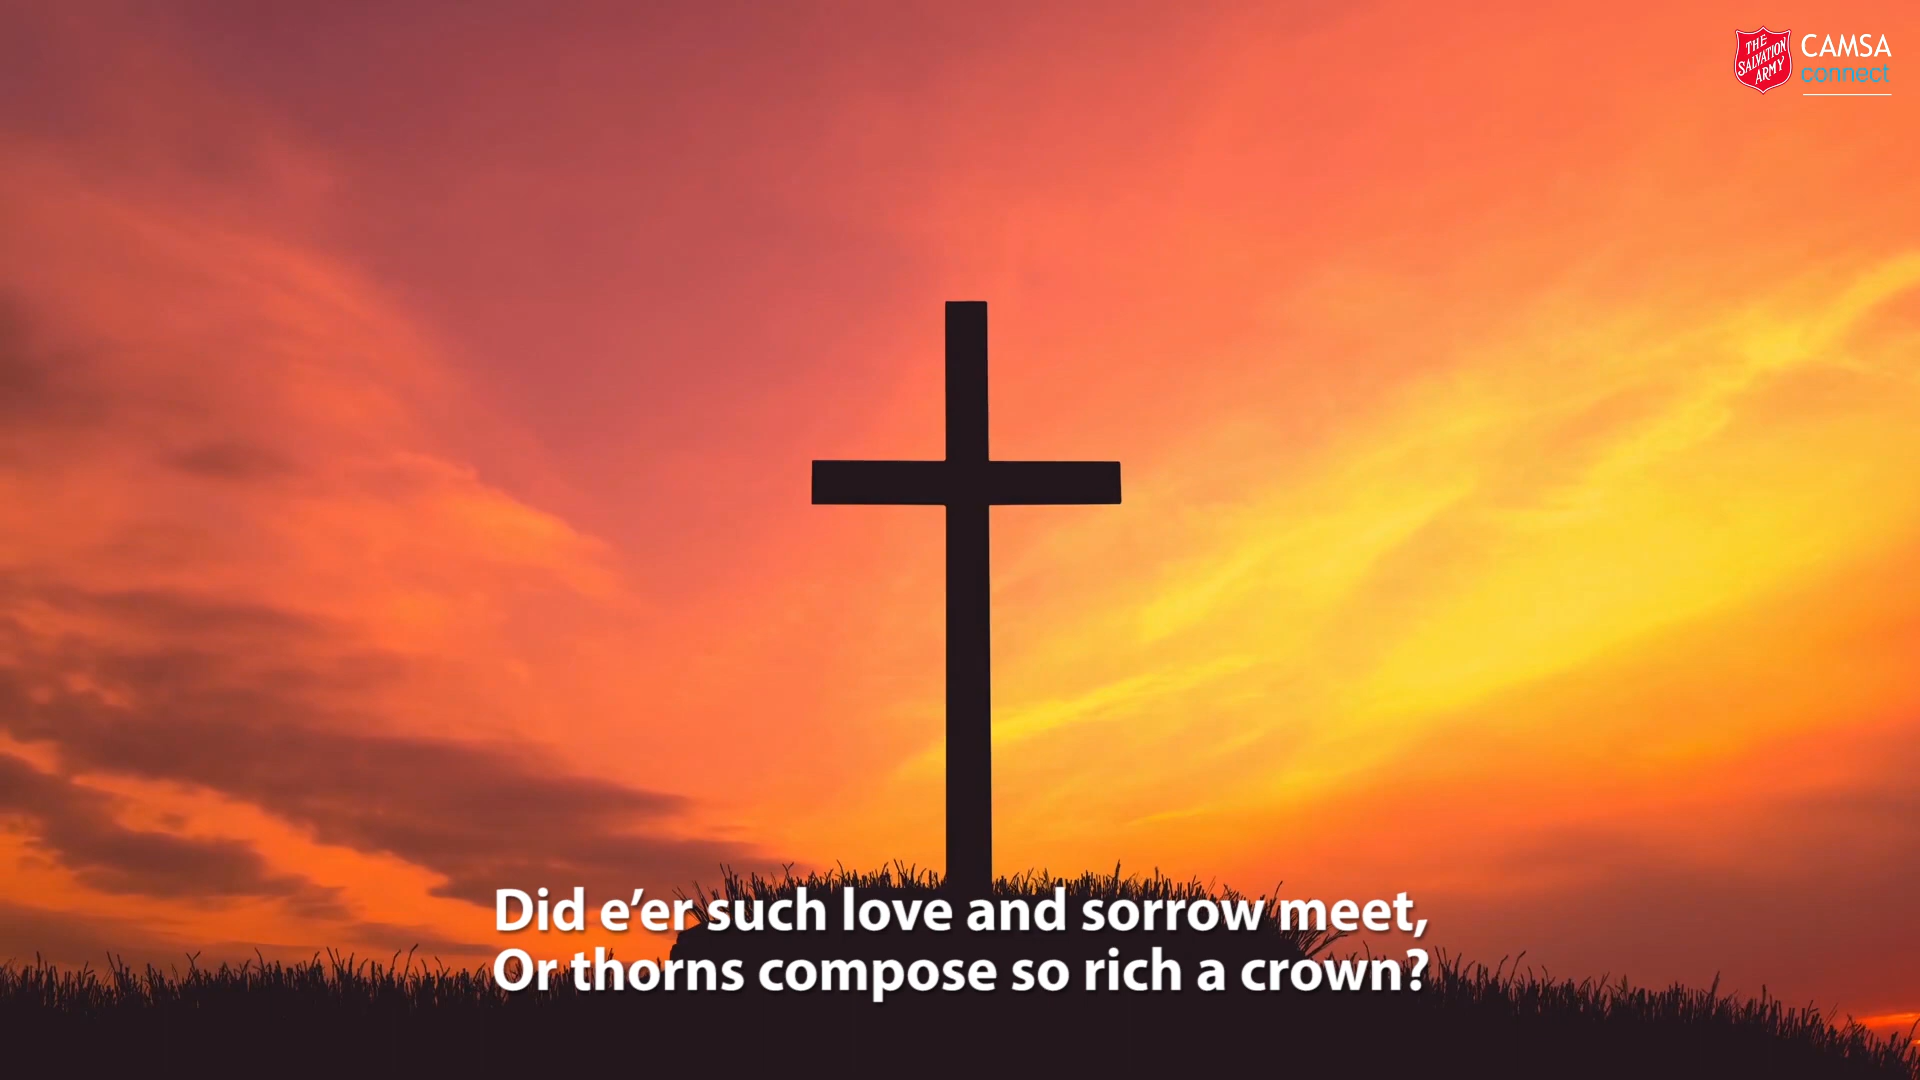 THE
SALVATION
ARMY
CAMSA
connect
Did e’er such love and sorrow meet,
Or thorns compose so rich a crown?